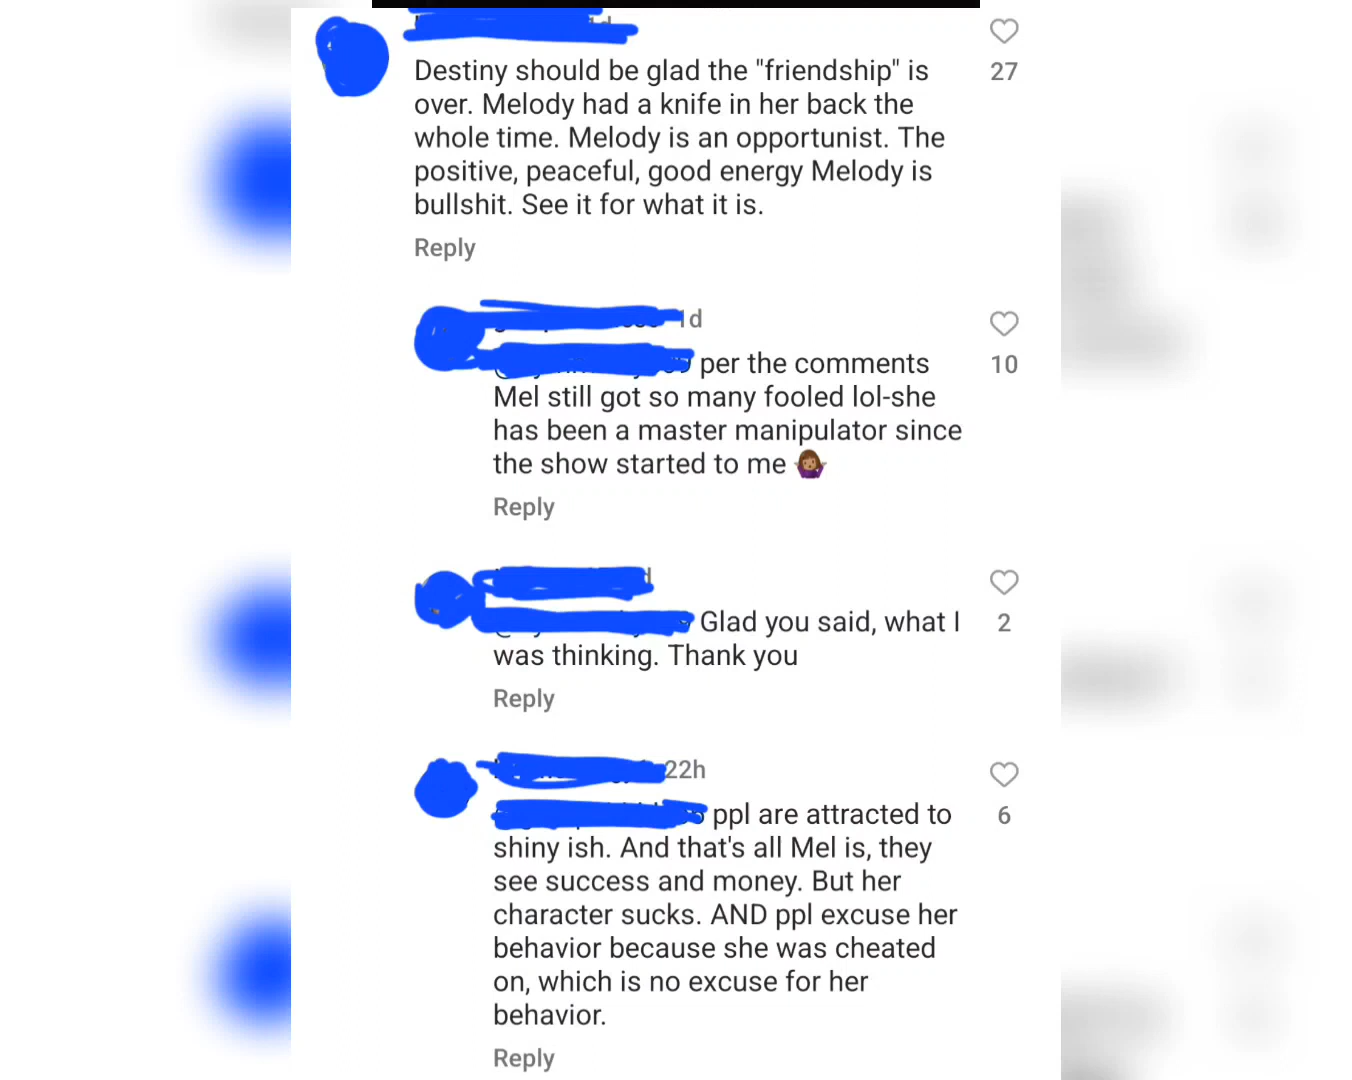 27
Destiny should be glad the "friendship" is
over. Melody had a knife in her back the
whole time. Melody is an opportunist. The
positive, peaceful, good energy Melody is
bullshit. See it for what it is.
Reply
1d
10
per the comments
Mel still got so many fooled lol-she
has been a master manipulator since
the show started to me 🤷🏽‍♀️
Reply
Glad you said, what I
2
was thinking. Thank you
Reply
22h
ppl are attracted to
6
shiny ish. And that's all Mel is, they
see success and money. But her
character sucks. AND ppl excuse her
behavior because she was cheated
on, which is no excuse for her
behavior.
Reply